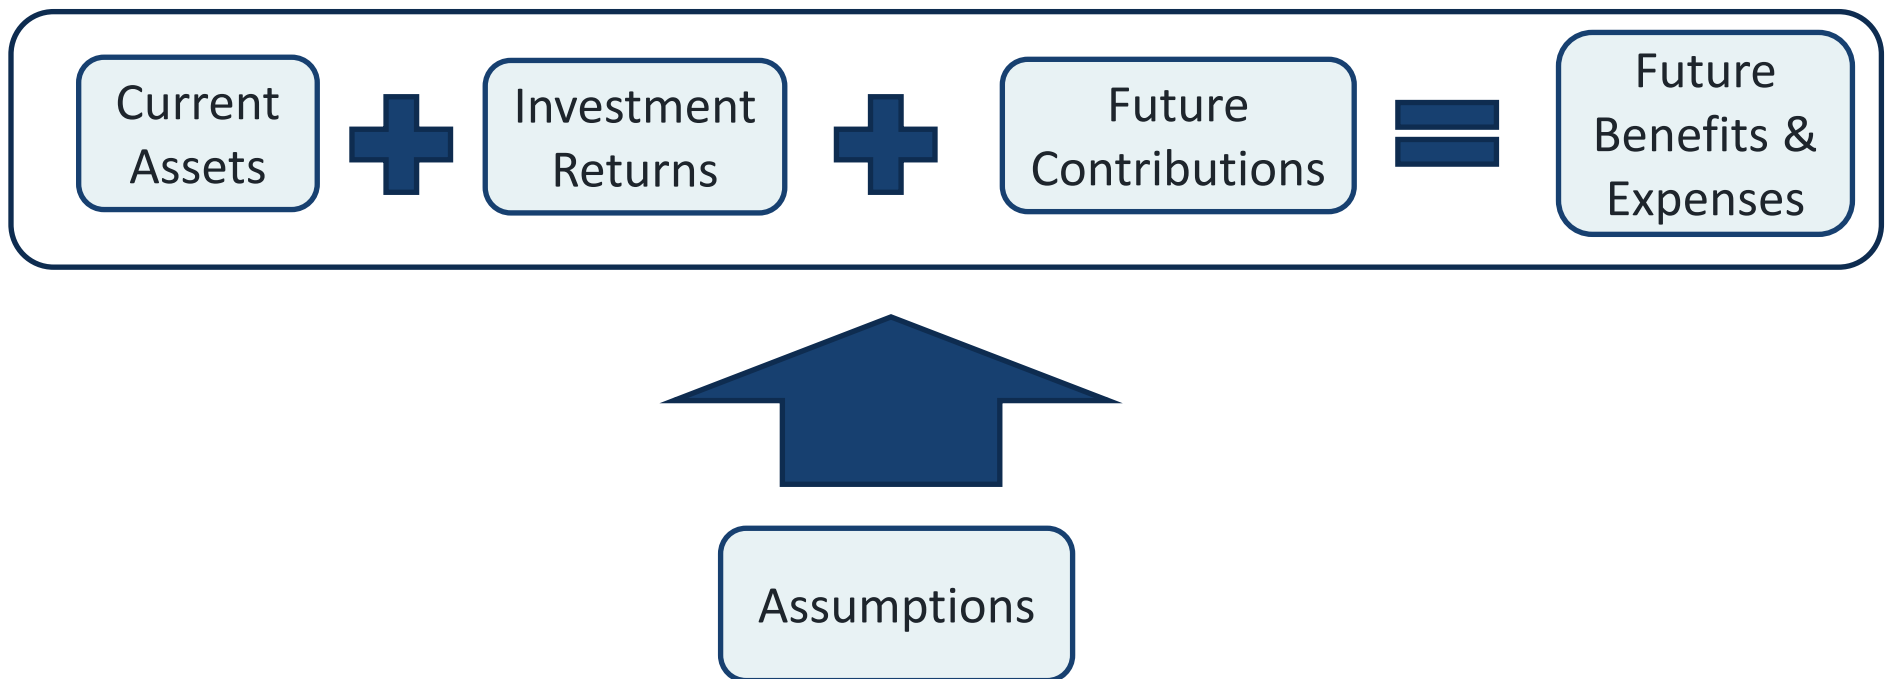 Current
Assets
Investment
Returns
Future
Contributions
Future
Benefits &
Expenses
Assumptions